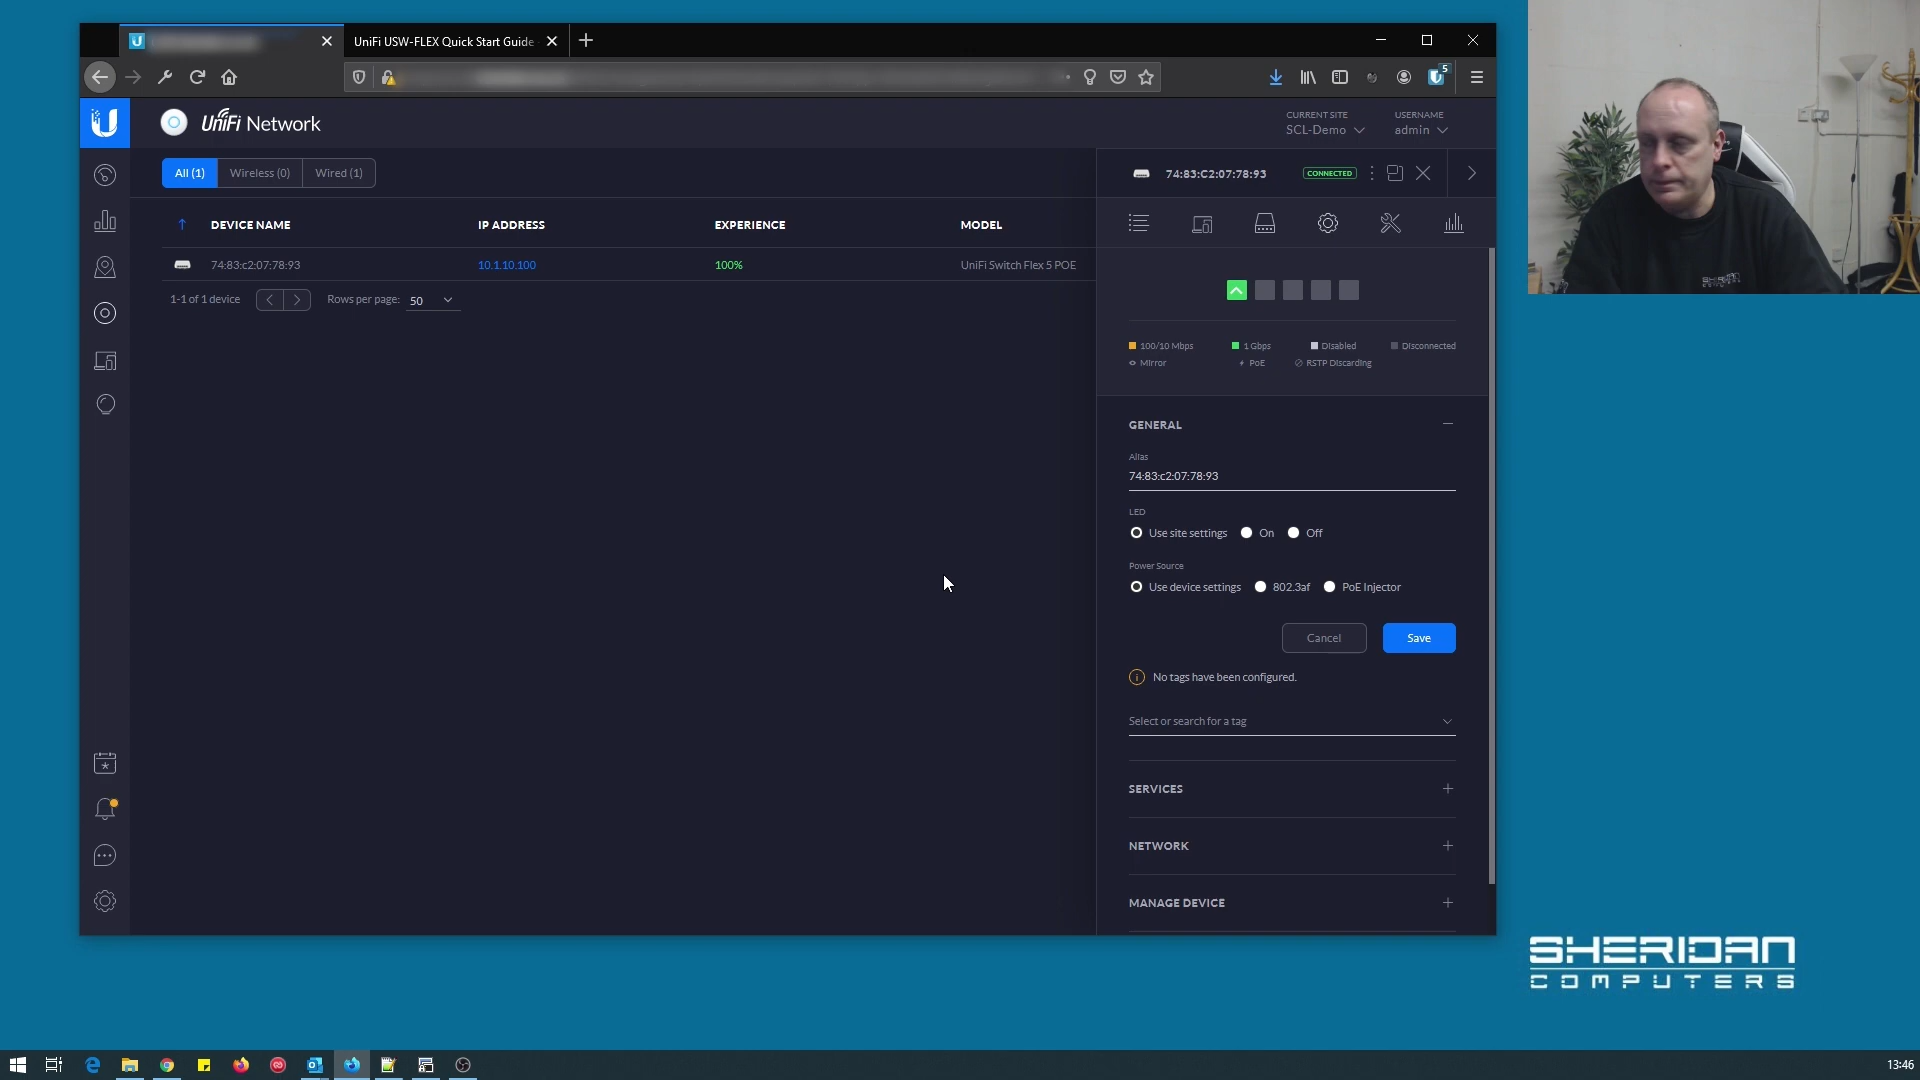 UniFi USW-FLEX Quick Start Guide
5
UniFi Network
CURRENT SITE
SCL-Demo
USERNAME
admin
All (1)
Wireless (0)
Wired (1)
74:83:C2:07:78:93
CONNECTED
DEVICE NAME
IP ADDRESS
EXPERIENCE
MODEL
74:83:c2:07:78:93
10.1.10.100
100%
UniFi Switch Flex 5 POE
1-1 of 1 device
Rows per page:
50
100/10 Mbps
1 Gbps
Disabled
Disconnected
Mirror
PoE
RSTP Discarding
GENERAL
Alias
74:83:c2:07:78:93
LED
Use site settings
On
Off
Power Source
Use device settings
802.3af
PoE Injector
Cancel
Save
No tags have been configured.
Select or search for a tag
SERVICES
NETWORK
MANAGE DEVICE
SHERIDAN
COMPUTERS
13:46